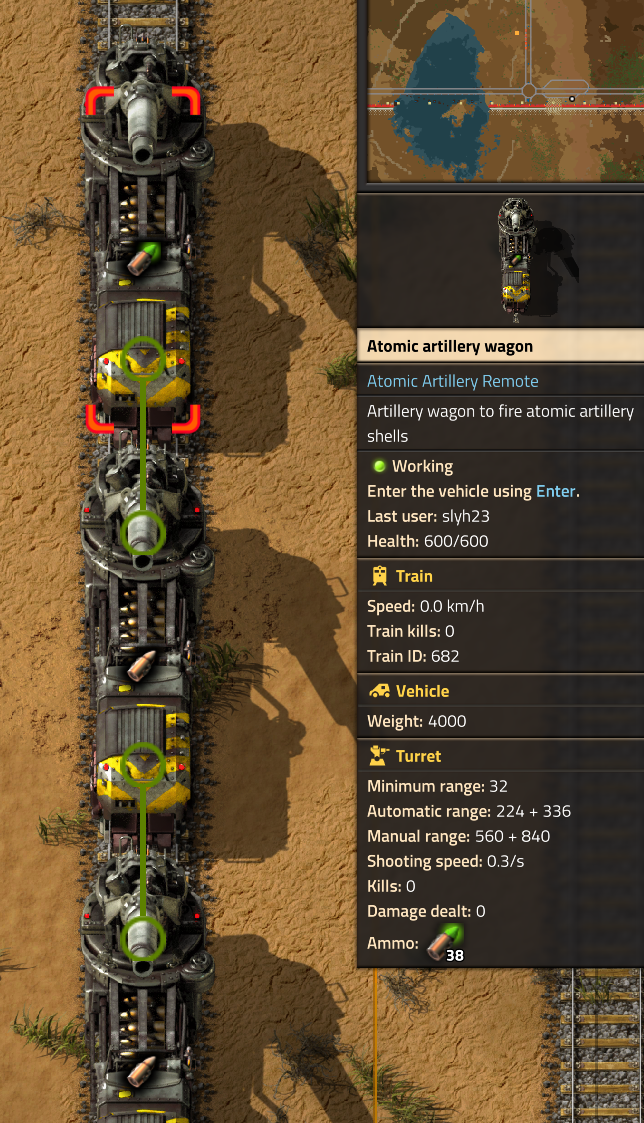 Atomic artillery wagon
Atomic Artillery Remote
Artillery wagon to fire atomic artillery
shells
Working
Enter the vehicle using Enter.
Last user: slyh23
Health: 600/600
Train
Speed: 0.0 km/h
Train kills: 0
Train ID: 682
Vehicle
Weight: 4000
Turret
Minimum range: 32
Automatic range: 224 + 336
Manual range: 560 + 840
Shooting speed: 0.3/s
Kills: 0
Damage dealt: 0
Ammo: 38